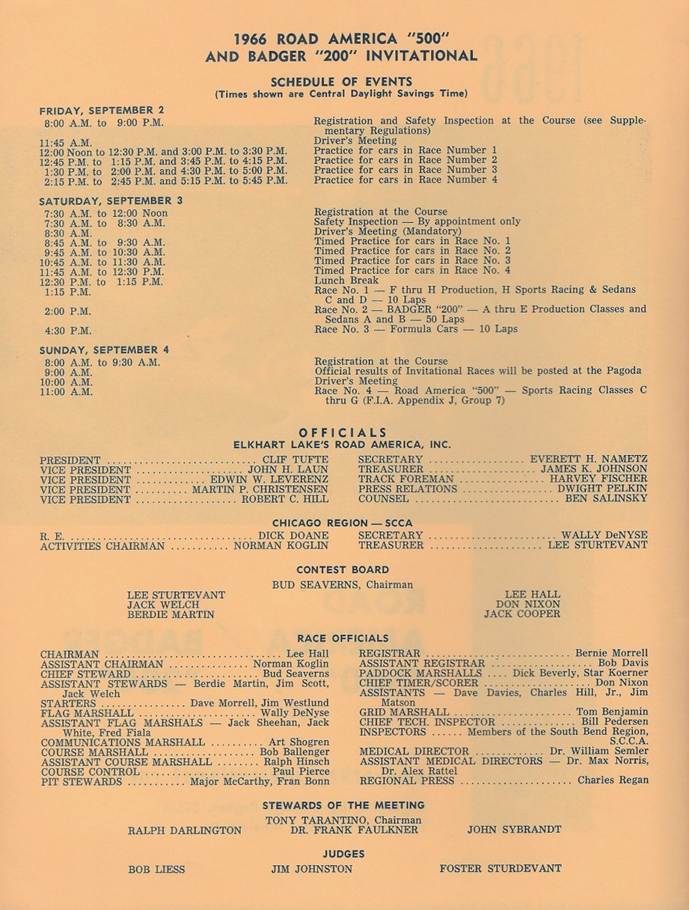 1966 ROAD AMERICA "500"
AND BADGER "200" INVITATIONAL
SCHEDULE OF EVENTS
(Times shown are Central Daylight Savings Time)
FRIDAY, SEPTEMBER 2
8:00 A.M. to 9:00 P.M. Registration and Safety Inspection at the Course (see Supple-
mentary Regulations)
11:45 A.M. Driver's Meeting
12:00 Noon to 12:30 P.M. and 3:00 P.M. to 3:30 P.M. Practice for cars in Race Number 1
12:45 P.M. to 1:15 P.M. and 3:45 P.M. to 4:15 P.M. Practice for cars in Race Number 2
1:30 P.M. to 2:00 P.M. and 4:30 P.M. to 5:00 P.M. Practice for cars in Race Number 3
2:15 P.M. to 2:45 P.M. and 5:15 P.M. to 5:45 P.M. Practice for cars in Race Number 4
SATURDAY, SEPTEMBER 3
7:30 A.M. to 12:00 Noon Registration at the Course
7:30 A.M. to 8:30 A.M. Safety Inspection — By appointment only
8:30 A.M. Driver's Meeting (Mandatory)
8:45 A.M. to 9:30 A.M. Timed Practice for cars in Race No. 1
9:45 A.M. to 10:30 A.M. Timed Practice for cars in Race No. 2
10:45 A.M. to 11:30 A.M. Timed Practice for cars in Race No. 3
11:45 A.M. to 12:30 P.M. Timed Practice for cars in Race No. 4
12:30 P.M. to 1:15 P.M. Lunch Break
1:15 P.M. Race No. 1 — F thru H Production, H Sports Racing & Sedans
C and D — 10 Laps
2:00 P.M. Race No. 2 — BADGER "200" — A thru E Production Classes and
Sedans A and B — 50 Laps
4:30 P.M. Race No. 3 — Formula Cars — 10 Laps
SUNDAY, SEPTEMBER 4
8:00 A.M. to 9:30 A.M. Registration at the Course
9:00 A.M. Official results of Invitational Races will be posted at the Pagoda
10:00 A.M. Driver's Meeting
11:00 A.M. Race No. 4 — Road America "500" — Sports Racing Classes C
thru G (F.I.A. Appendix J, Group 7)
OFFICIALS
ELKHART LAKE'S ROAD AMERICA, INC.
PRESIDENT ........ CLIF TUFTE
VICE PRESIDENT ........ JOHN H. LAUN
VICE PRESIDENT ........ EDWIN W. LEVERENZ
VICE PRESIDENT ........ MARTIN P. CHRISTENSEN
VICE PRESIDENT ........ ROBERT C. HILL
SECRETARY ........ EVERETT H. NAMETZ
TREASURER ........ JAMES K. JOHNSON
TRACK FOREMAN ........ HARVEY FISCHER
PRESS RELATIONS ........ DWIGHT PELKIN
COUNSEL ........ BEN SALINSKY
CHICAGO REGION — SCCA
R. E. ........ DICK DOANE
ACTIVITIES CHAIRMAN ........ NORMAN KOGLIN
SECRETARY ........ WALLY DeNYSE
TREASURER ........ LEE STURTEVANT
CONTEST BOARD
BUD SEAVERNS, Chairman
LEE STURTEVANT LEE HALL
JACK WELCH DON NIXON
BERDIE MARTIN JACK COOPER
RACE OFFICIALS
CHAIRMAN ........ Lee Hall
ASSISTANT CHAIRMAN ........ Norman Koglin
CHIEF STEWARD ........ Bud Seaverns
ASSISTANT STEWARDS — Berdie Martin, Jim Scott,
Jack Welch
STARTERS ........ Dave Morrell, Jim Westlund
FLAG MARSHALL ........ Wally DeNyse
ASSISTANT FLAG MARSHALS — Jack Sheehan, Jack
White, Fred Fiala
COMMUNICATIONS MARSHALL ........ Art Shogren
COURSE MARSHALL ........ Bob Ballenger
ASSISTANT COURSE MARSHALL ........ Ralph Hinsch
COURSE CONTROL ........ Paul Pierce
PIT STEWARDS ........ Major McCarthy, Fran Bonn
REGISTRAR ........ Bernie Morrell
ASSISTANT REGISTRAR ........ Bob Davis
PADDOCK MARSHALLS .... Dick Beverly, Star Koerner
CHIEF TIMER/SCORER ........ Don Nixon
ASSISTANTS — Dave Davies, Charles Hill, Jr., Jim
Matson
GRID MARSHALL ........ Tom Benjamin
CHIEF TECH. INSPECTOR ........ Bill Pedersen
INSPECTORS ...... Members of the South Bend Region,
S.C.C.A.
MEDICAL DIRECTOR ........ Dr. William Semler
ASSISTANT MEDICAL DIRECTORS — Dr. Max Norris,
Dr. Alex Rattel
REGIONAL PRESS ........ Charles Regan
STEWARDS OF THE MEETING
TONY TARANTINO, Chairman
RALPH DARLINGTON DR. FRANK FAULKNER JOHN SYBRANDT
JUDGES
BOB LIESS JIM JOHNSTON FOSTER STURDEVANT